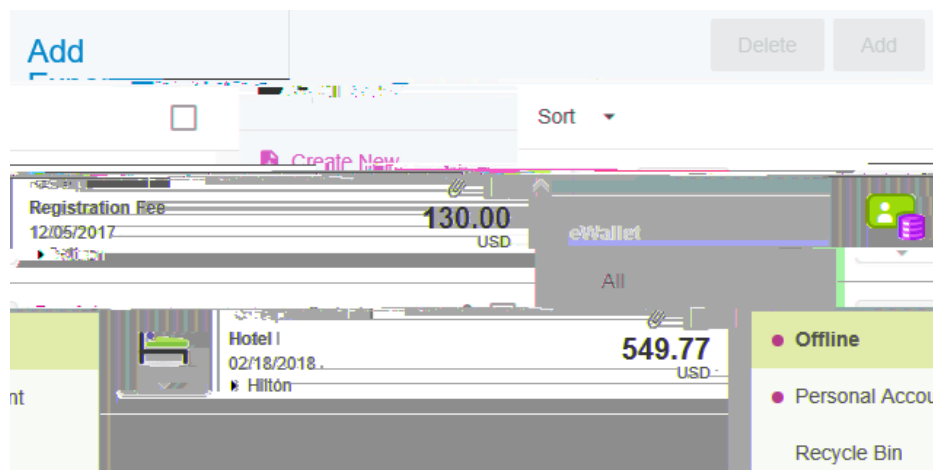 Add
Delete
Add
Sort
Create New
Registration Fee
130.00
12/05/2017
USD
eWallet
All
Hotel
549.77
02/18/2018
USD
Hilton
Offline
nt
Personal Accou
Recycle Bin